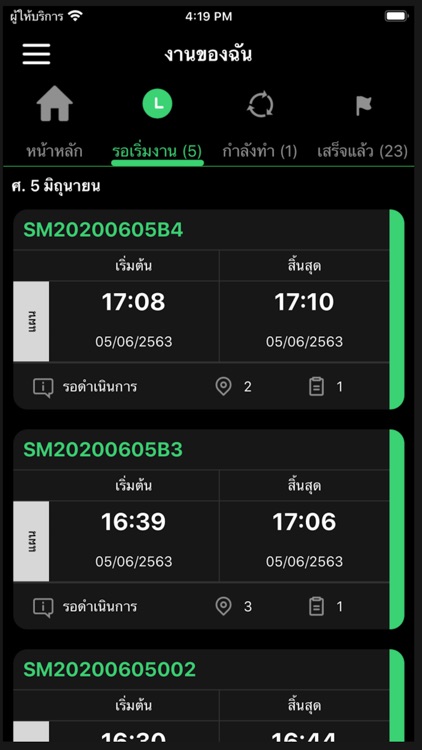 ผู้ให้บริการ 4:19 PM
งานของฉัน
หน้าหลัก รอเริ่มงาน (5) กำลังทำ (1) เสร็จแล้ว (23)
ศ. 5 มิถุนายน
SM20200605B4
เริ่มต้น สิ้นสุด
แผน 17:08 17:10
05/06/2563 05/06/2563
รอดำเนินการ 2 1
SM20200605B3
เริ่มต้น สิ้นสุด
แผน 16:39 17:06
05/06/2563 05/06/2563
รอดำเนินการ 3 1
SM20200605002
เริ่มต้น สิ้นสุด
16:30 16:44